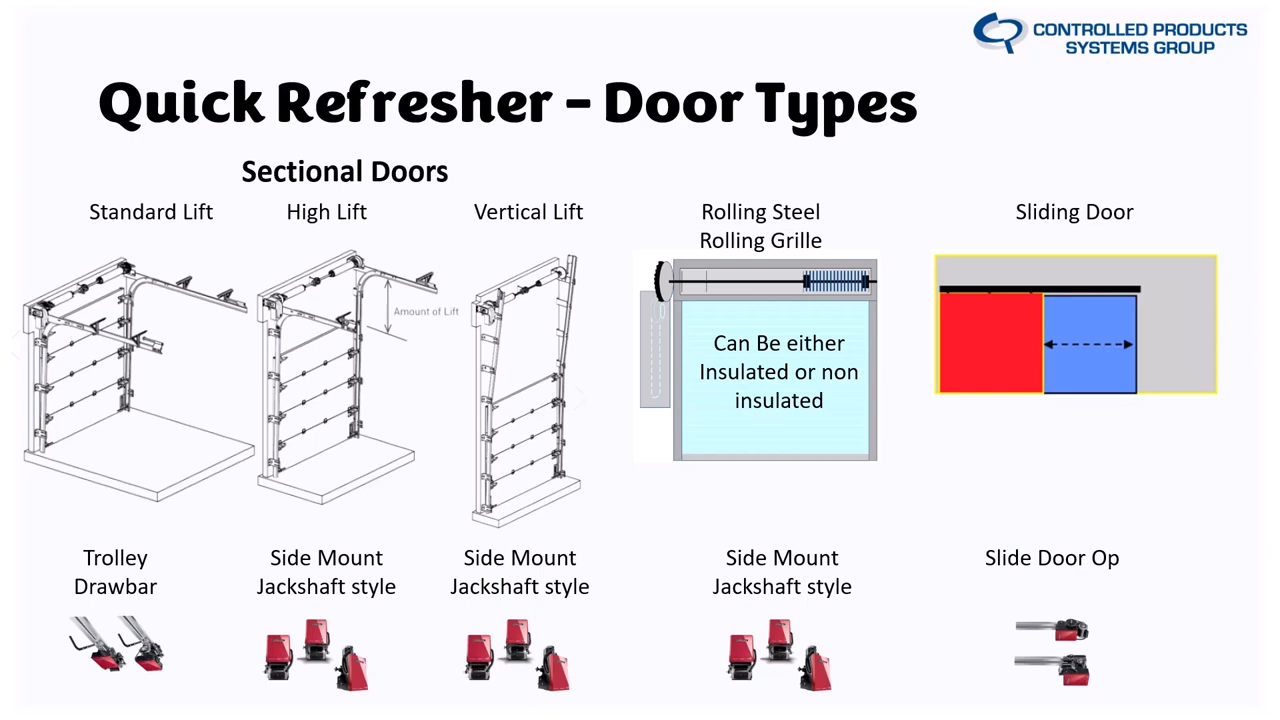 CONTROLLED PRODUCTS
SYSTEMS GROUP
Quick Refresher - Door Types
Sectional Doors
Standard Lift
High Lift
Vertical Lift
Rolling Steel
Rolling Grille
Sliding Door
Amount of Lift
Can Be either
Insulated or non
insulated
Trolley
Drawbar
Side Mount
Jackshaft style
Side Mount
Jackshaft style
Side Mount
Jackshaft style
Slide Door Op